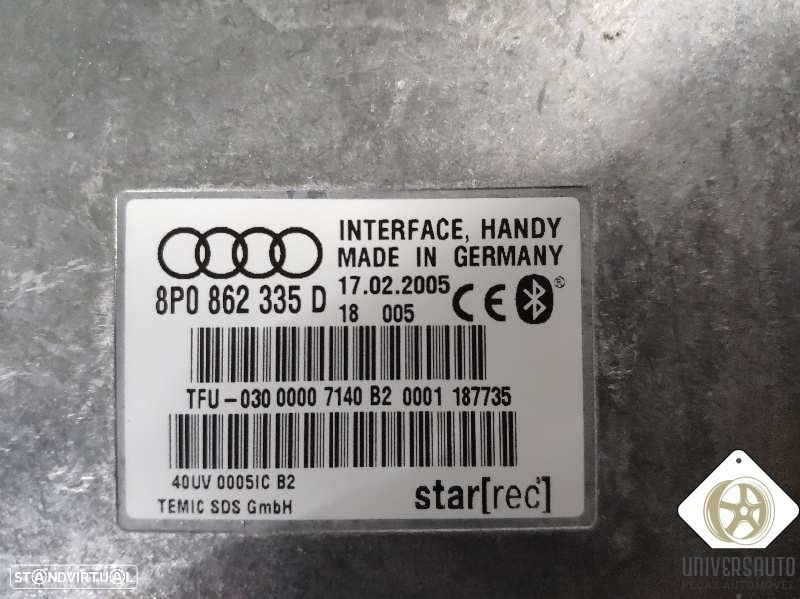 INTERFACE, HANDY
MADE IN GERMANY
8P0 862 335 D
17.02.2005
18 005
CE
®
TFU-030 0000 7140 B2 0001 187735
40UV 0005IC B2
TEMIC SDS GmbH
star[rec]
STANDVIRTUAL
UNIVERSAUTO
PEÇAS AUTOMÓVEL